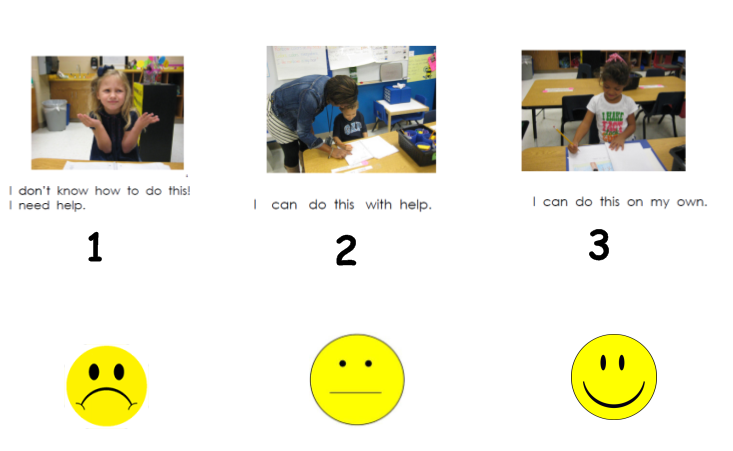 I don't know how to do this!
I need help.
I can do this with help.
I can do this on my own.
1
2
3